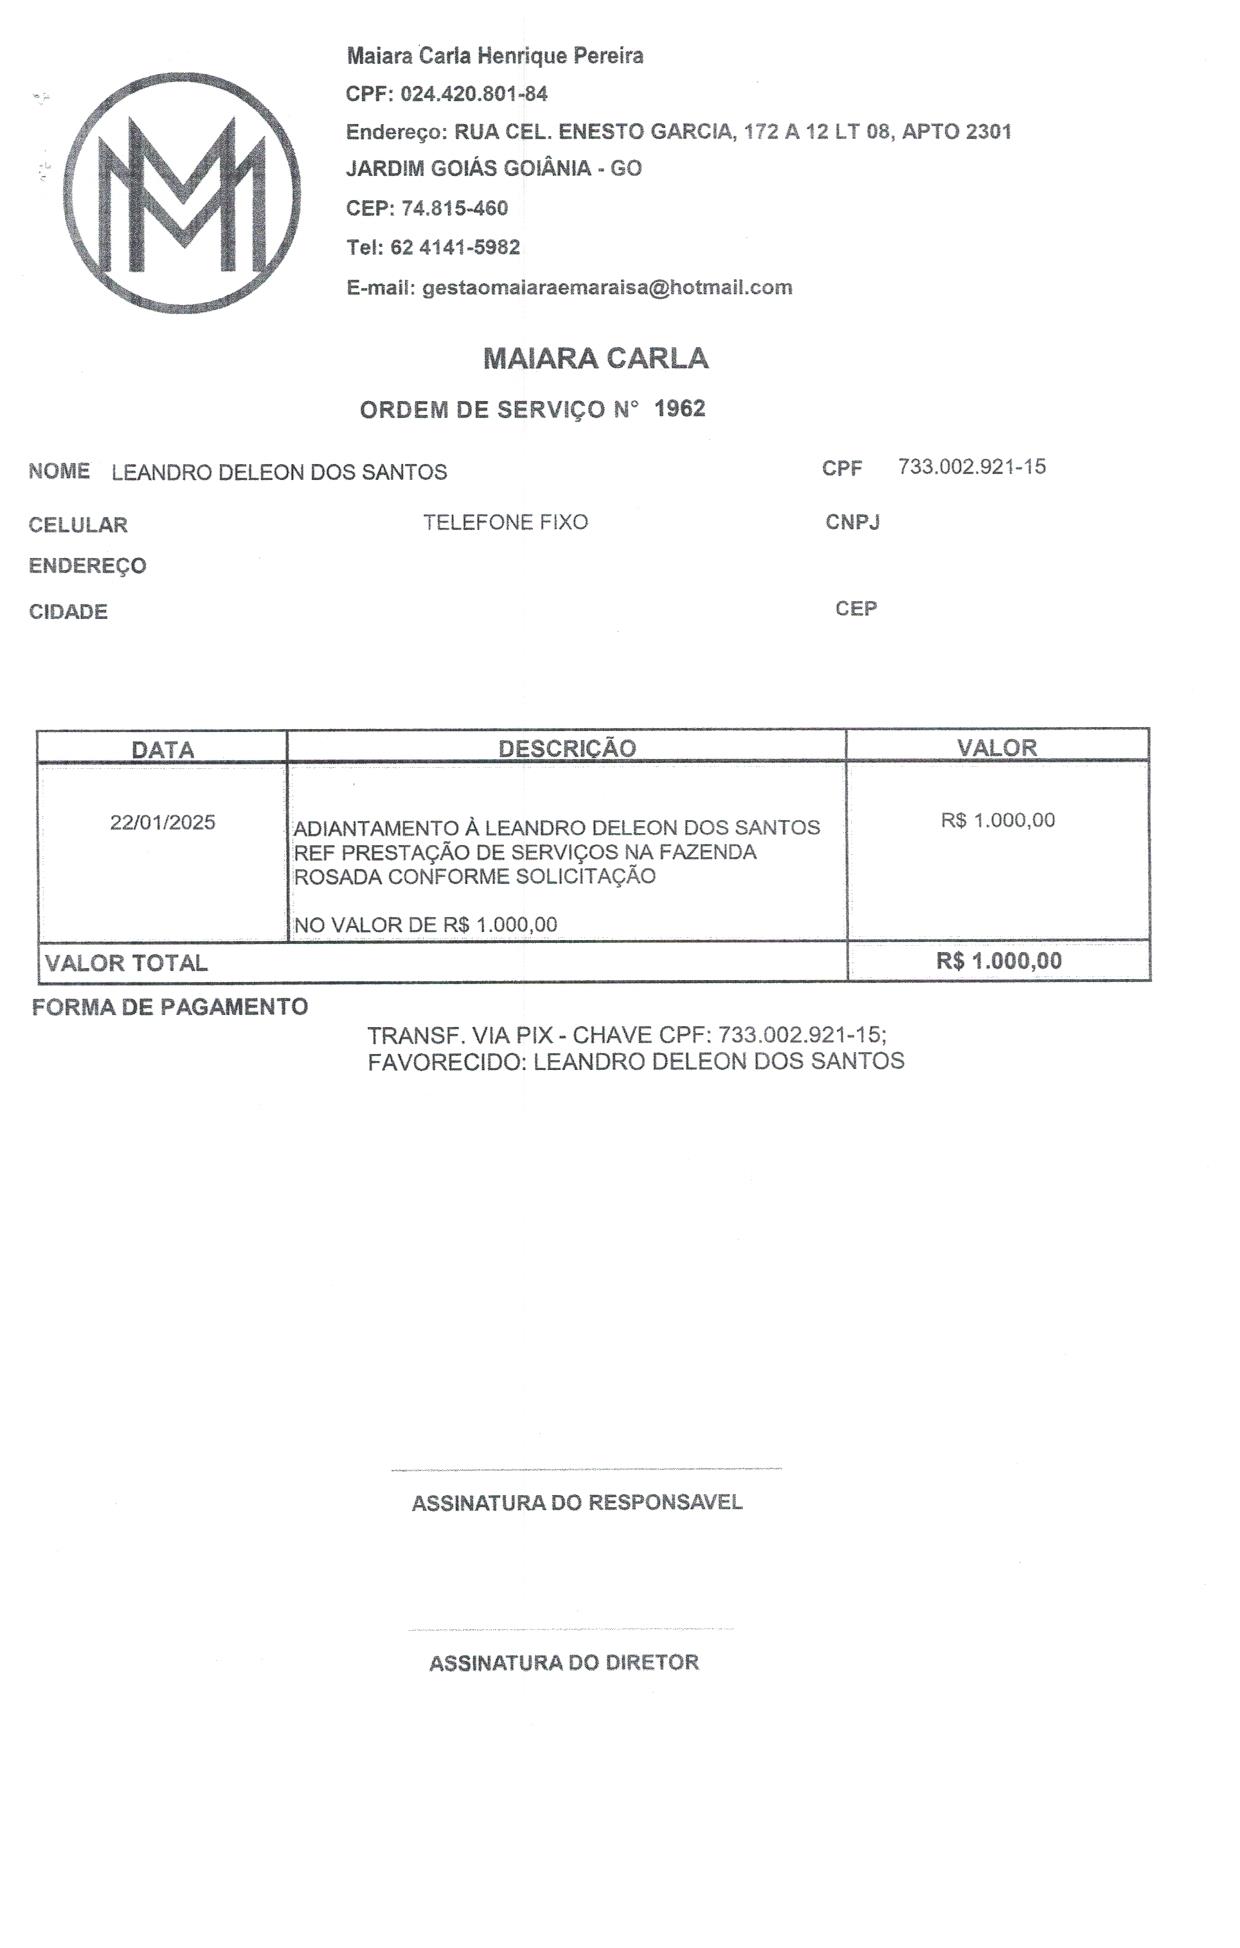 Maiara Carla Henrique Pereira
CPF: 024.420.801-84
Endereço: RUA CEL. ENESTO GARCIA, 172 A 12 LT 08, APTO 2301
JARDIM GOIÁS GOIÂNIA - GO
CEP: 74.815-460
Tel: 62 4141-5982
E-mail: gestaomaiaraemaraisa@hotmail.com
MM
MAIARA CARLA
ORDEM DE SERVIÇO N° 1962
NOME LEANDRO DELEON DOS SANTOS CPF 733.002.921-15
CELULAR TELEFONE FIXO CNPJ
ENDEREÇO
CIDADE CEP
DATA DESCRIÇÃO VALOR
22/01/2025 ADIANTAMENTO À LEANDRO DELEON DOS SANTOS R$ 1.000,00
REF PRESTAÇÃO DE SERVIÇOS NA FAZENDA
ROSADA CONFORME SOLICITAÇÃO
NO VALOR DE R$ 1.000,00
VALOR TOTAL R$ 1.000,00
FORMA DE PAGAMENTO
TRANSF. VIA PIX - CHAVE CPF: 733.002.921-15;
FAVORECIDO: LEANDRO DELEON DOS SANTOS
ASSINATURA DO RESPONSAVEL
ASSINATURA DO DIRETOR